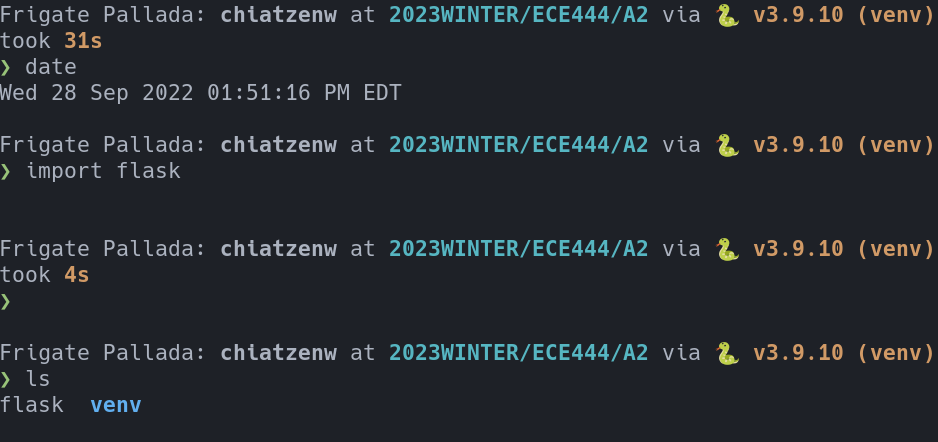 Frigate Pallada: chiatzenw at 2023WINTER/ECE444/A2 via 🐍 v3.9.10 (venv)
took 31s
❯ date
Wed 28 Sep 2022 01:51:16 PM EDT
Frigate Pallada: chiatzenw at 2023WINTER/ECE444/A2 via 🐍 v3.9.10 (venv)
❯ import flask
Frigate Pallada: chiatzenw at 2023WINTER/ECE444/A2 via 🐍 v3.9.10 (venv)
took 4s
❯
Frigate Pallada: chiatzenw at 2023WINTER/ECE444/A2 via 🐍 v3.9.10 (venv)
❯ ls
flask  venv